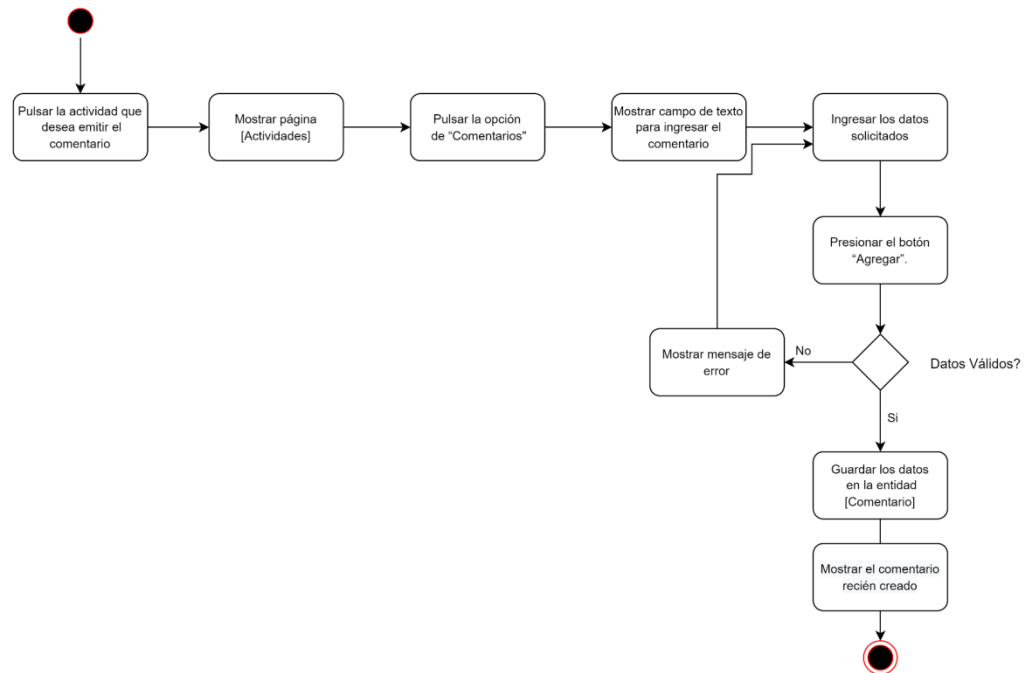 Pulsar la actividad que
desea emitir el
comentario
Mostrar página
[Actividades]
Pulsar la opción
de “Comentarios"
Mostrar campo de texto
para ingresar el
comentario
Ingresar los datos
solicitados
Presionar el botón
“Agregar”.
Datos Válidos?
No
Mostrar mensaje de
error
Si
Guardar los datos
en la entidad
[Comentario]
Mostrar el comentario
recién creado